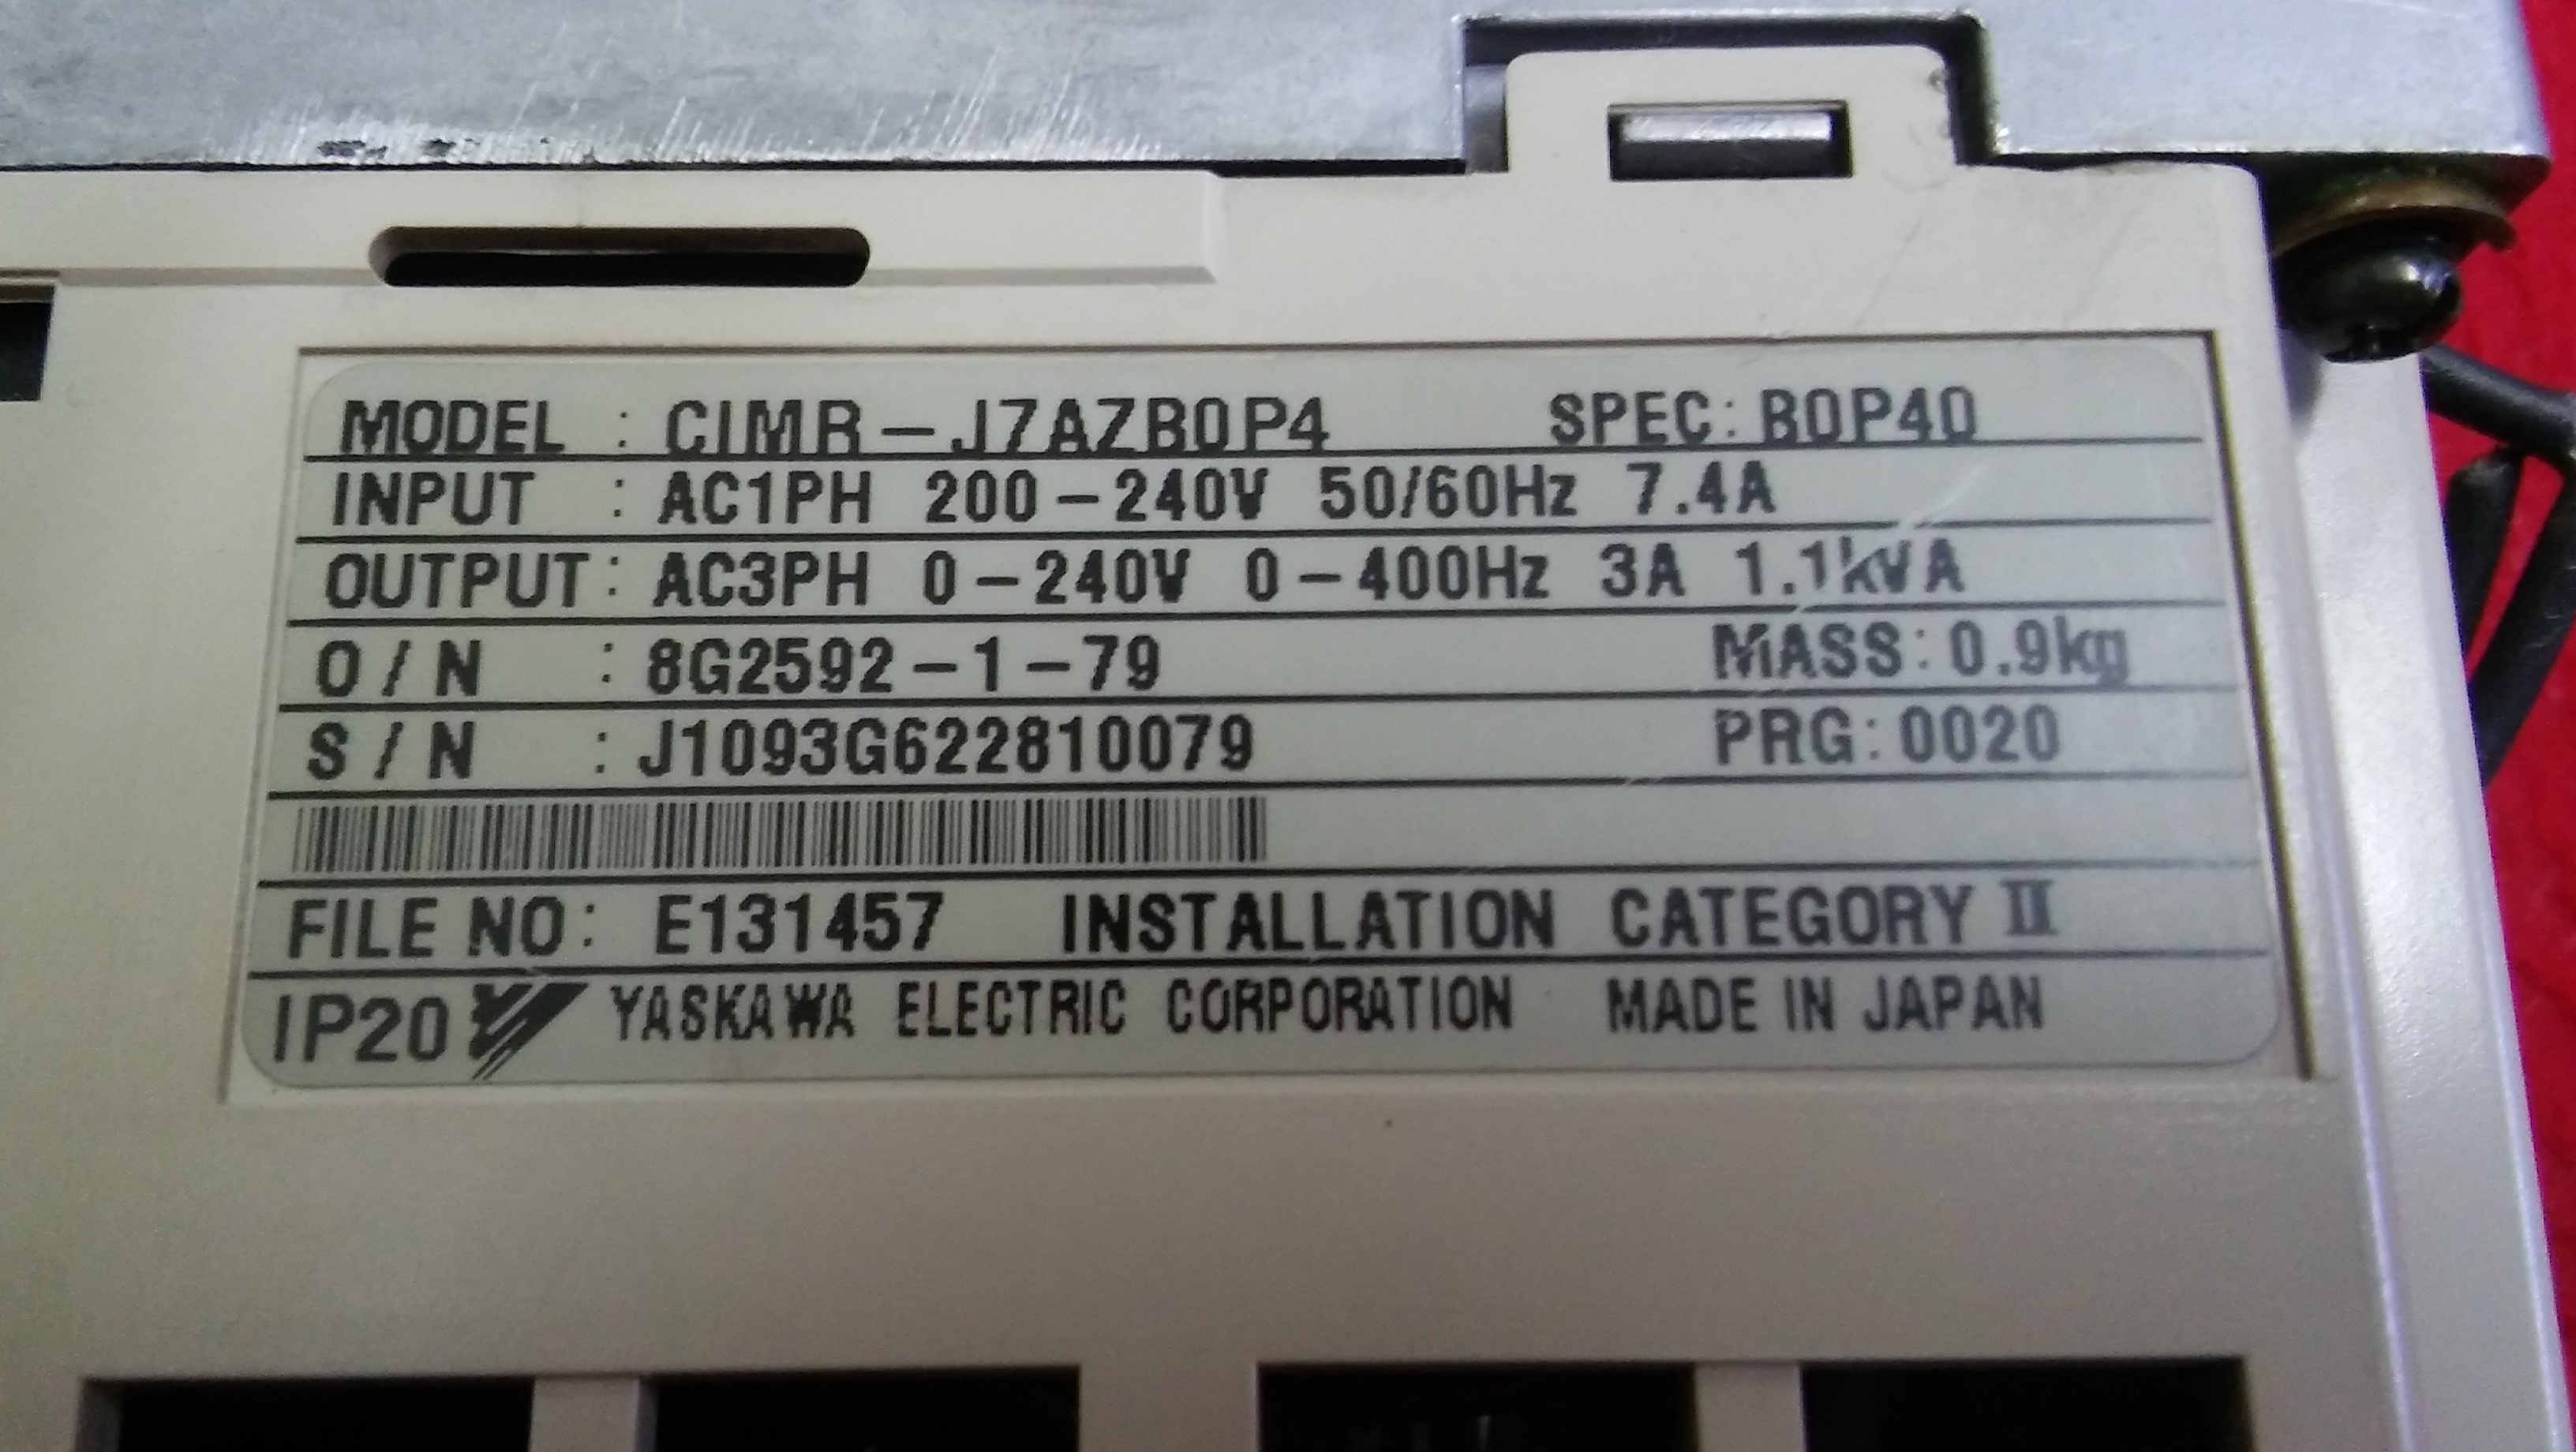 MODEL : CIMR-J7AZB0P4 SPEC: B0P40
INPUT : AC1PH 200-240V 50/60Hz 7.4A
OUTPUT: AC3PH 0-240V 0-400Hz 3A 1.1kVA
O/N : 8G2592-1-79 MASS: 0.9kg
S/N : J1093G622810079 PRG: 0020
FILE NO: E131457 INSTALLATION CATEGORY II
IP20 YASKAWA ELECTRIC CORPORATION MADE IN JAPAN